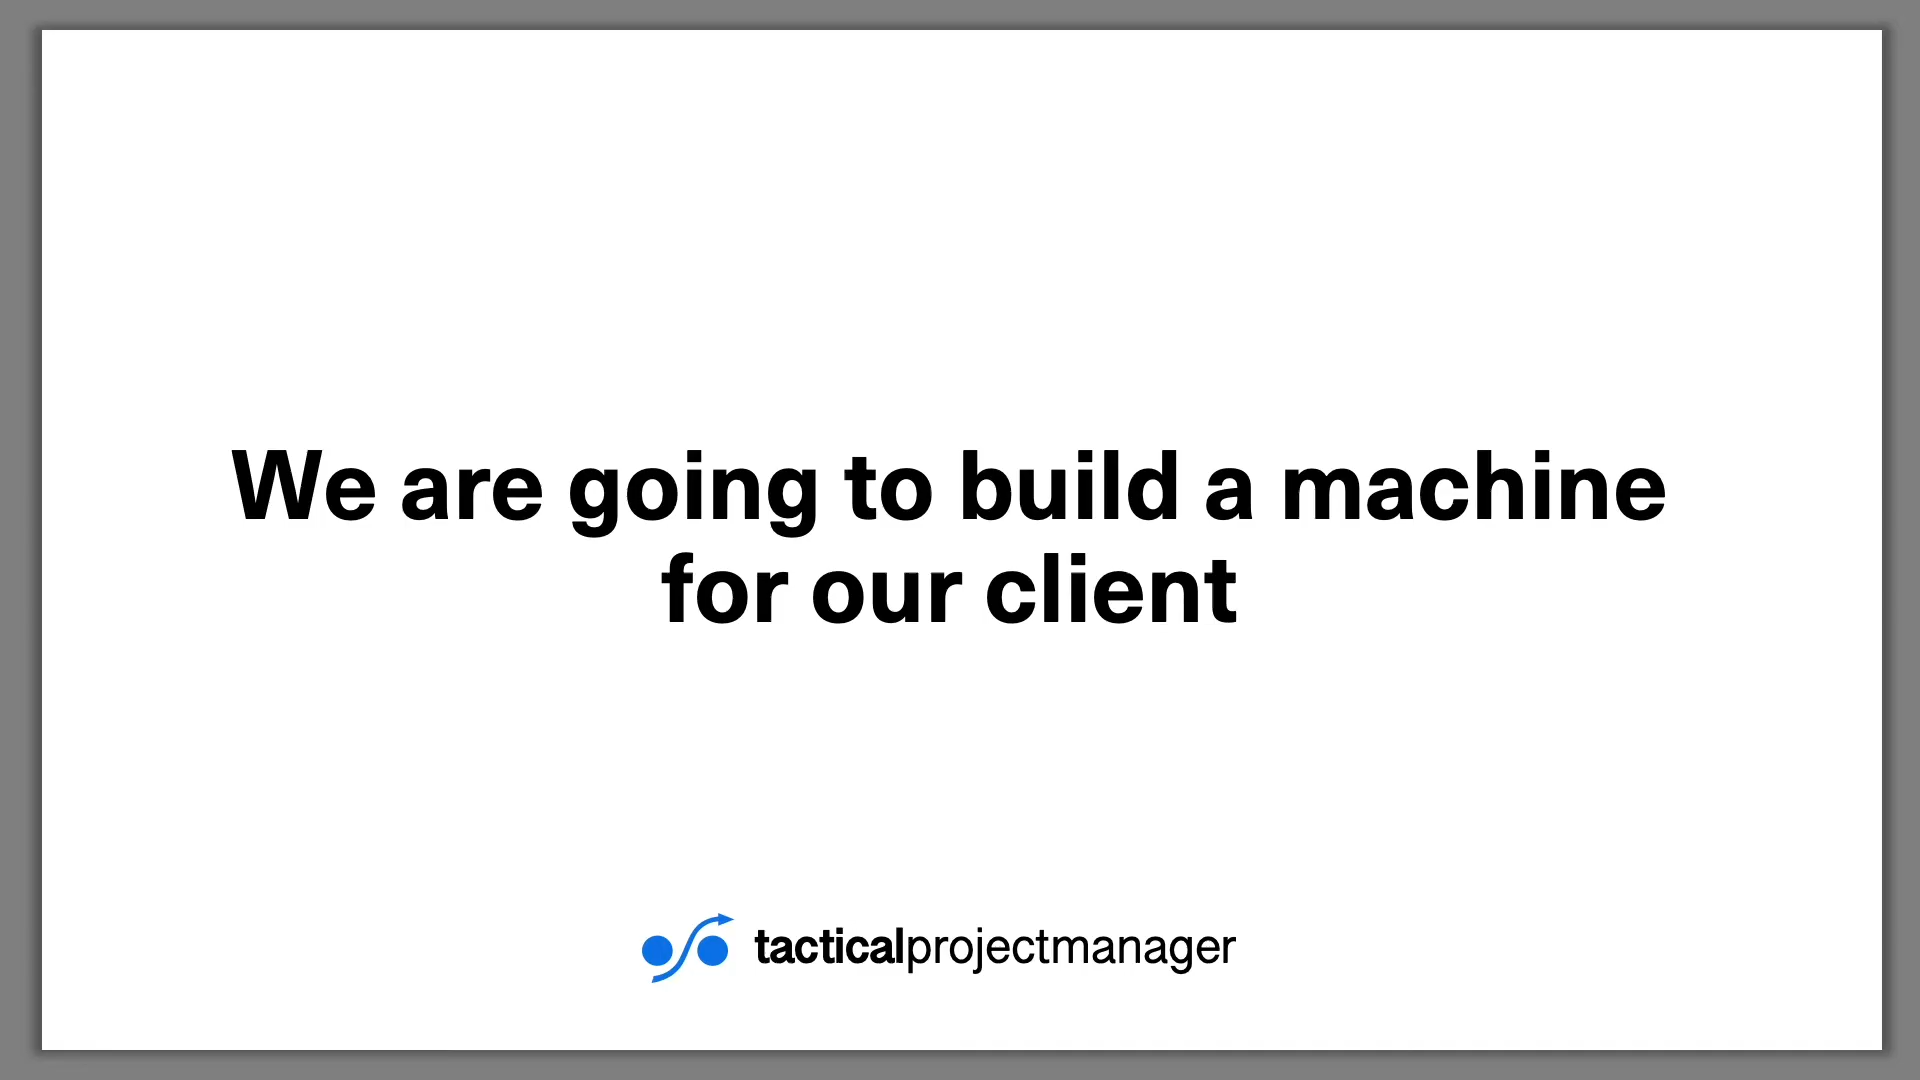 We are going to build a machine
for our client
tacticalprojectmanager